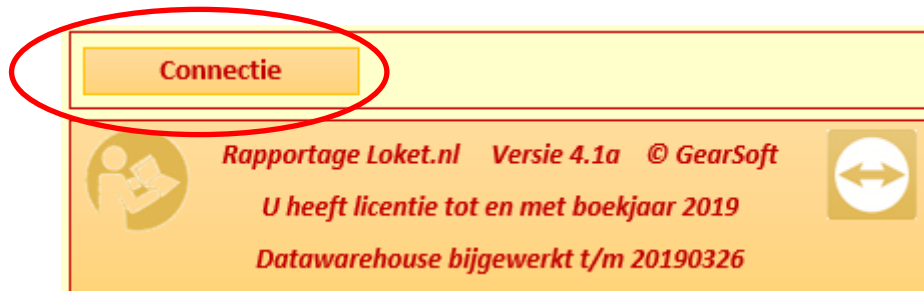 Connectie
Rapportage Loket.nl Versie 4.1a © GearSoft
U heeft licentie tot en met boekjaar 2019
Datawarehouse bijgewerkt t/m 20190326